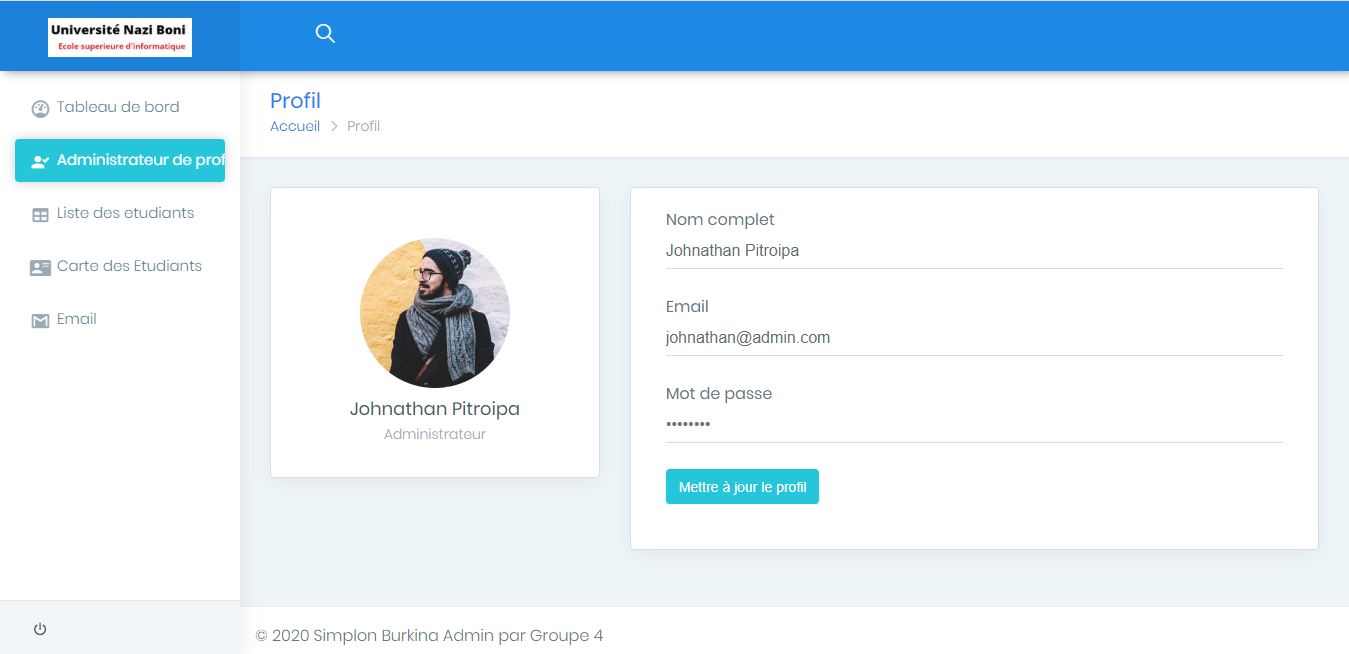 Université Nazi Boni
Ecole superieure d'informatique
Tableau de bord
Administrateur de prof
Liste des etudiants
Carte des Etudiants
Email
Profil
Accueil > Profil
Johnathan Pitroipa
Administrateur
Nom complet
Johnathan Pitroipa
Email
johnathan@admin.com
Mot de passe
••••••••
Mettre à jour le profil
© 2020 Simplon Burkina Admin par Groupe 4